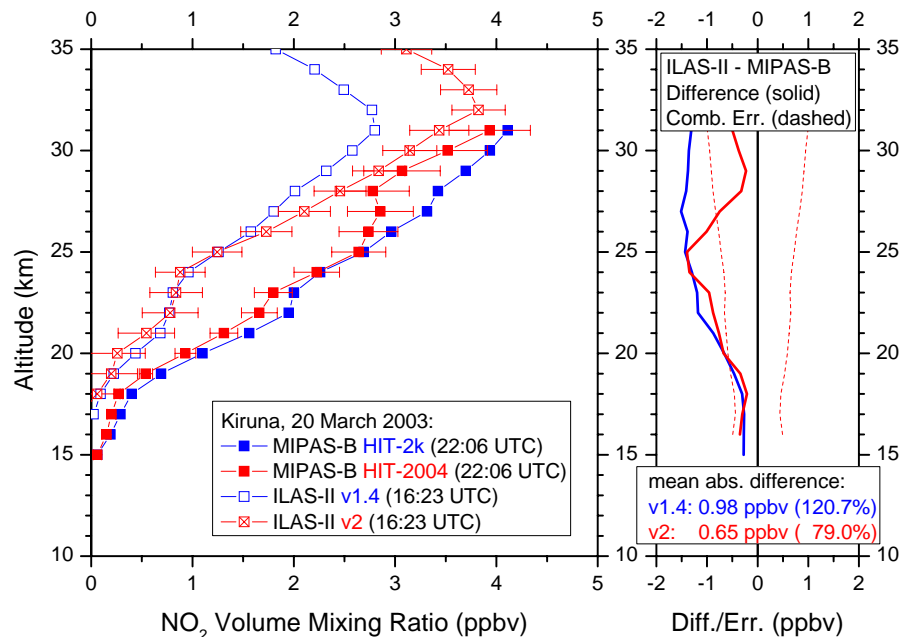 0 1 2 3 4 5
-2 -1 0 1 2
35
30
25
20
15
10
Altitude (km)
Kiruna, 20 March 2003:
MIPAS-B HIT-2k (22:06 UTC)
MIPAS-B HIT-2004 (22:06 UTC)
ILAS-II v1.4 (16:23 UTC)
ILAS-II v2 (16:23 UTC)
0 1 2 3 4 5
NO₂ Volume Mixing Ratio (ppbv)
ILAS-II - MIPAS-B
Difference (solid)
Comb. Err. (dashed)
mean abs. difference:
v1.4: 0.98 ppbv (120.7%)
v2: 0.65 ppbv ( 79.0%)
35
30
25
20
15
10
-2 -1 0 1 2
Diff./Err. (ppbv)